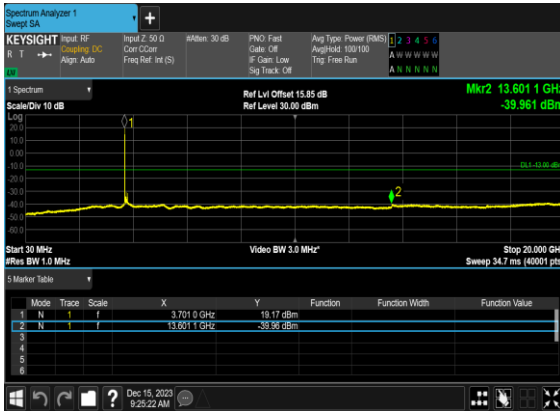 Spectrum Analyzer 1
Swept SA
+
KEYSIGHT
R T
Input: RF
Coupling: DC
Align: Auto
Input Z: 50 Ω
Corr CCorr
Freq Ref: Int (S)
#Atten: 30 dB
PNO: Fast
Gate: Off
IF Gain: Low
Sig Track: Off
Avg Type: Power (RMS)
Avg|Hold: 100/100
Trig: Free Run
1 2 3 4 5 6
A W W W W W
A N N N N N
1 Spectrum
Scale/Div 10 dB
Ref Lvl Offset 15.85 dB
Ref Level 30.00 dBm
Mkr2 13.601 1 GHz
-39.961 dBm
Log
20.0
10.0
0.00
-10.0
-20.0
-30.0
-40.0
-50.0
-60.0
1
2
DL1 -13.00 dBm
Start 30 MHz
#Res BW 1.0 MHz
Video BW 3.0 MHz*
Stop 20.000 GHz
Sweep 34.7 ms (40001 pts)
5 Marker Table
Mode Trace Scale X Y Function Function Width Function Value
1 N 1 f 3.701 0 GHz 19.17 dBm
2 N 1 f 13.601 1 GHz -39.96 dBm
3
4
5
6
?
Dec 15, 2023
9:25:22 AM